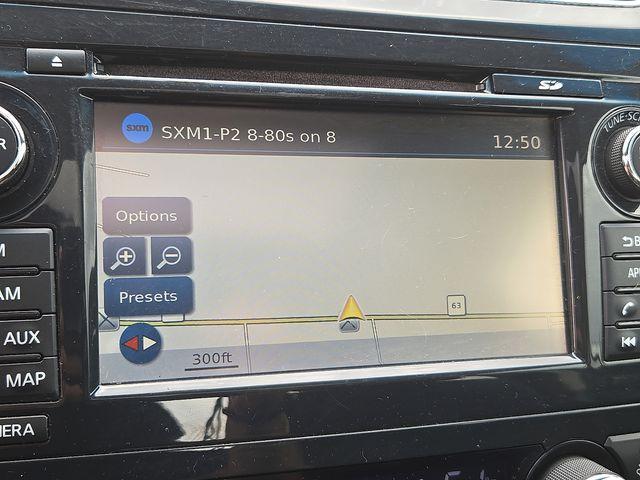 SD
sxm SXM1-P2 8-80s on 8 12:50
TUNE-SC
Options
Presets
63
300ft
AM
AUX
MAP
ERA